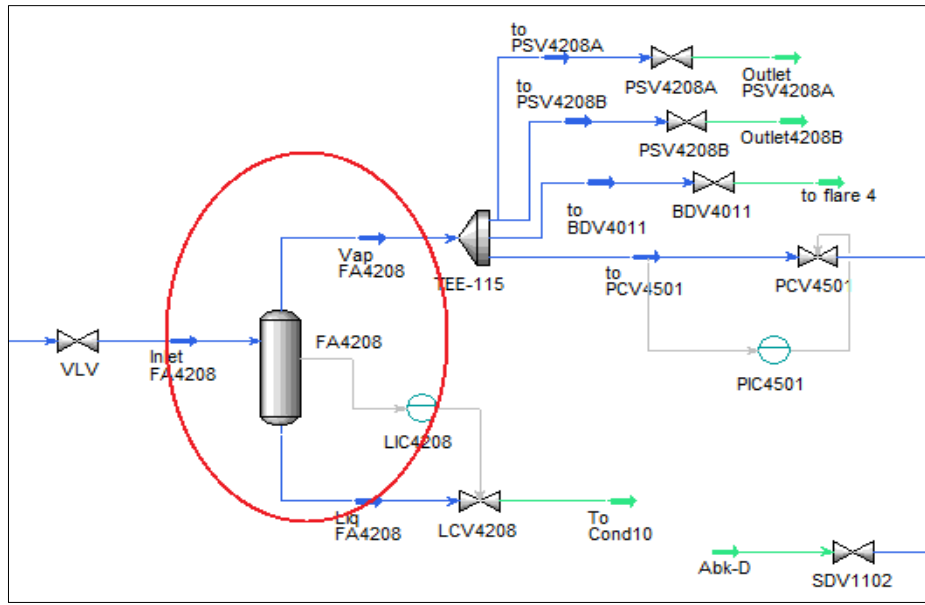 to
PSV4208A
PSV4208A
Outlet
PSV4208A
to
PSV4208B
PSV4208B
Outlet4208B
to
BDV4011
BDV4011
to flare 4
Vap
FA4208
TEE-115
to
PCV4501
PCV4501
PIC4501
VLV
Inlet
FA4208
FA4208
LIC4208
Liq
FA4208
LCV4208
To
Cond10
Abk-D
SDV1102